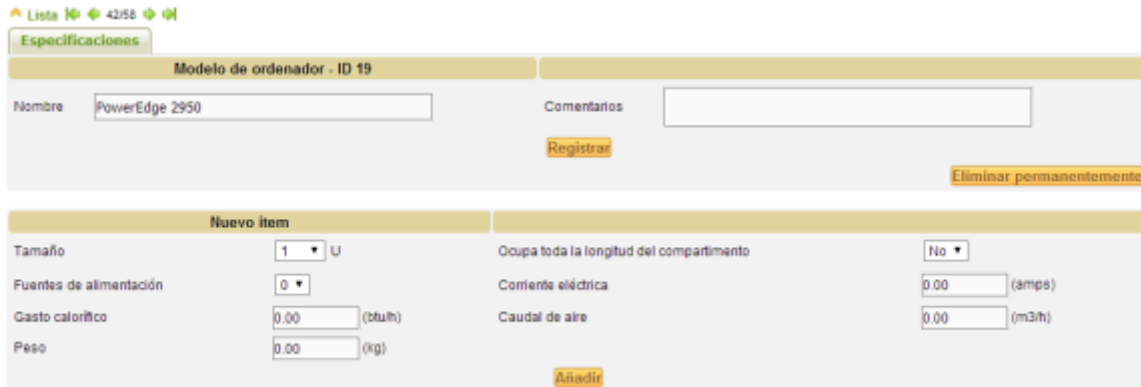 Lista 42/58
Especificaciones
Modelo de ordenador - ID 19
Nombre PowerEdge 2950 Comentarios
Registrar
Eliminar permanentemente
Nuevo item
Tamaño 1 U Ocupa toda la longitud del compartimento No
Fuentes de alimentación 0 Corriente eléctrica 0.00 (amps)
Gasto calorífico 0.00 (btu/h) Caudal de aire 0.00 (m3/h)
Peso 0.00 (kg)
Añadir